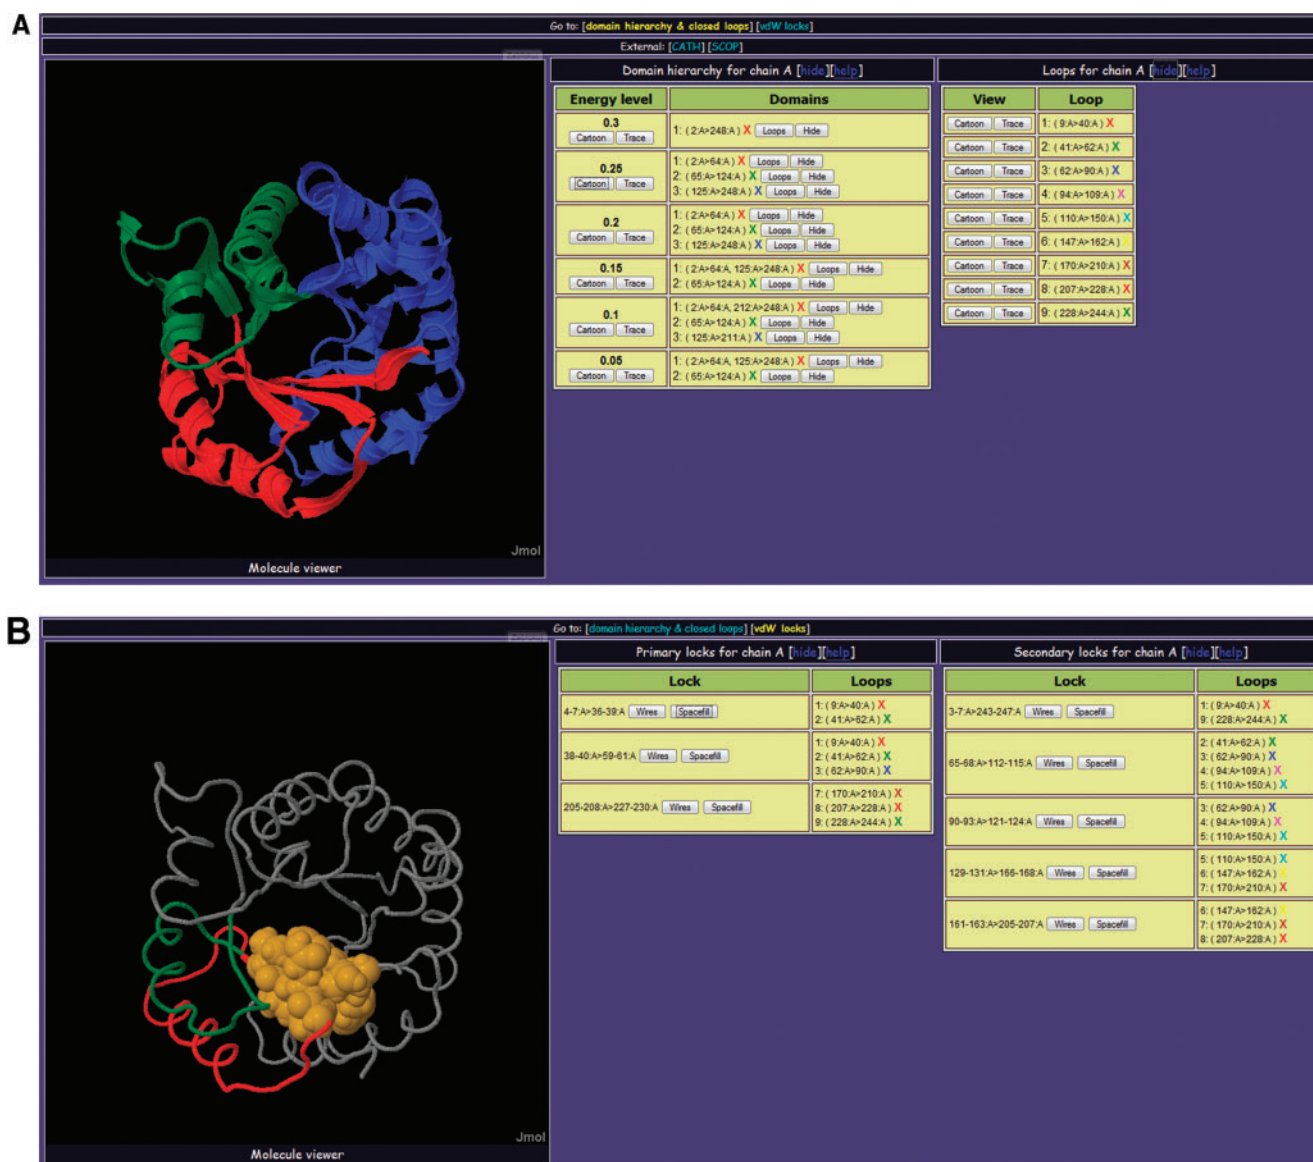 A
Go to: [domain hierarchy & closed loops] [vdW locks]
External: [CATH] [SCOP]
Domain hierarchy for chain A [hide][help]
Energy level Domains
0.3
Cartoon Trace
1: ( 2:A>248:A ) X Loops Hide
0.25
Cartoon Trace
1: ( 2:A>64:A ) X Loops Hide
2: ( 65:A>124:A ) X Loops Hide
3: ( 125:A>248:A ) X Loops Hide
0.2
Cartoon Trace
1: ( 2:A>64:A ) X Loops Hide
2: ( 65:A>124:A ) X Loops Hide
3: ( 125:A>248:A ) X Loops Hide
0.15
Cartoon Trace
1: ( 2:A>64:A, 125:A>248:A ) X Loops Hide
2: ( 65:A>124:A ) X Loops Hide
0.1
Cartoon Trace
1: ( 2:A>64:A, 212:A>248:A ) X Loops Hide
2: ( 65:A>124:A ) X Loops Hide
3: ( 125:A>211:A ) X Loops Hide
0.05
Cartoon Trace
1: ( 2:A>64:A, 125:A>248:A ) X Loops Hide
2: ( 65:A>124:A ) X Loops Hide
Loops for chain A [hide][help]
View Loop
Cartoon Trace 1: ( 9:A>40:A ) X
Cartoon Trace 2: ( 41:A>62:A ) X
Cartoon Trace 3: ( 62:A>90:A ) X
Cartoon Trace 4: ( 94:A>109:A ) X
Cartoon Trace 5: ( 110:A>150:A ) X
Cartoon Trace 6: ( 147:A>162:A ) X
Cartoon Trace 7: ( 170:A>210:A ) X
Cartoon Trace 8: ( 207:A>228:A ) X
Cartoon Trace 9: ( 228:A>244:A ) X
Jmol
Molecule viewer
B
Go to: [domain hierarchy & closed loops] [vdW locks]
Primary locks for chain A [hide][help]
Lock Loops
4-7:A>36-39:A Wires Spacefill
1: ( 9:A>40:A ) X
2: ( 41:A>62:A ) X
38-40:A>59-61:A Wires Spacefill
1: ( 9:A>40:A ) X
2: ( 41:A>62:A ) X
3: ( 62:A>90:A ) X
205-208:A>227-230:A Wires Spacefill
7: ( 170:A>210:A ) X
8: ( 207:A>228:A ) X
9: ( 228:A>244:A ) X
Secondary locks for chain A [hide][help]
Lock Loops
3-7:A>243-247:A Wires Spacefill
1: ( 9:A>40:A ) X
9: ( 228:A>244:A ) X
65-68:A>112-115:A Wires Spacefill
2: ( 41:A>62:A ) X
3: ( 62:A>90:A ) X
4: ( 94:A>109:A ) X
5: ( 110:A>150:A ) X
90-93:A>121-124:A Wires Spacefill
3: ( 62:A>90:A ) X
4: ( 94:A>109:A ) X
5: ( 110:A>150:A ) X
129-131:A>166-168:A Wires Spacefill
5: ( 110:A>150:A ) X
6: ( 147:A>162:A ) X
7: ( 170:A>210:A ) X
161-163:A>205-207:A Wires Spacefill
6: ( 147:A>162:A ) X
7: ( 170:A>210:A ) X
8: ( 207:A>228:A ) X
Jmol
Molecule viewer